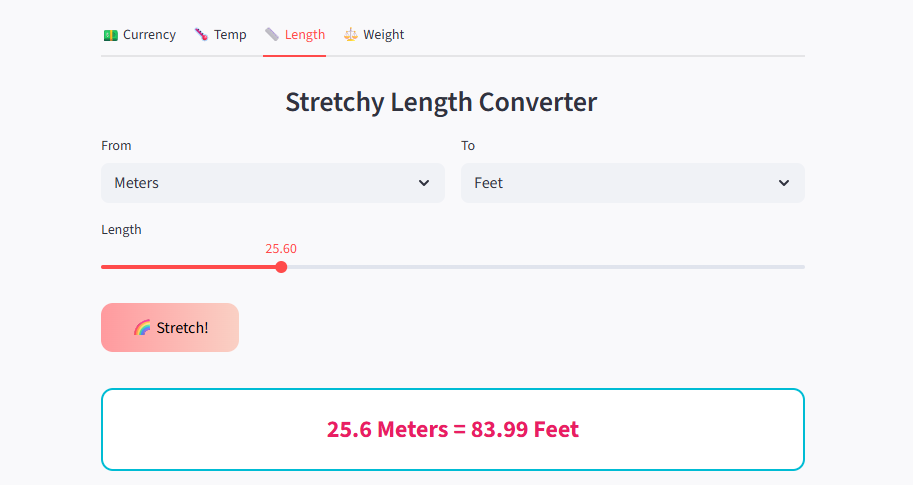 💵 Currency 🌡️ Temp 📏 Length ⚖️ Weight
Stretchy Length Converter
From To
Meters Feet
Length
25.60
🌈 Stretch!
25.6 Meters = 83.99 Feet